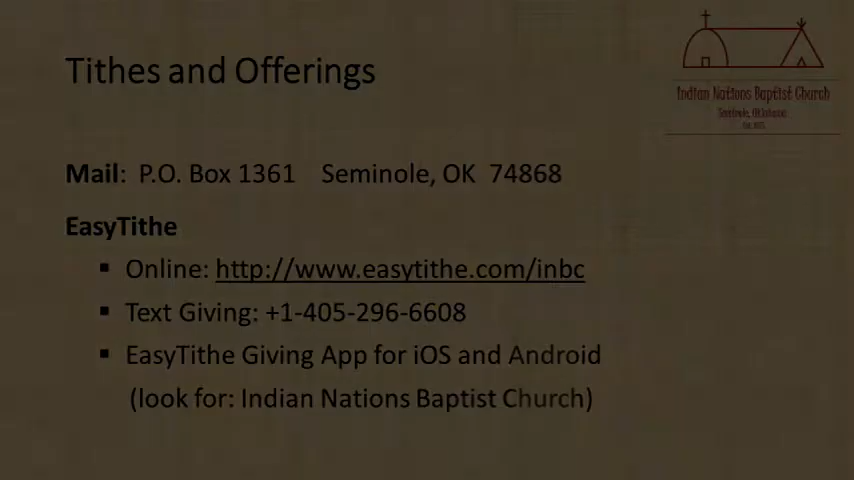 Tithes and Offerings
Indian Nations Baptist Church
Seminole, Oklahoma
Mail: P.O. Box 1361 Seminole, OK 74868
EasyTithe
▪ Online: http://www.easytithe.com/inbc
▪ Text Giving: +1-405-296-6608
▪ EasyTithe Giving App for iOS and Android
(look for: Indian Nations Baptist Church)